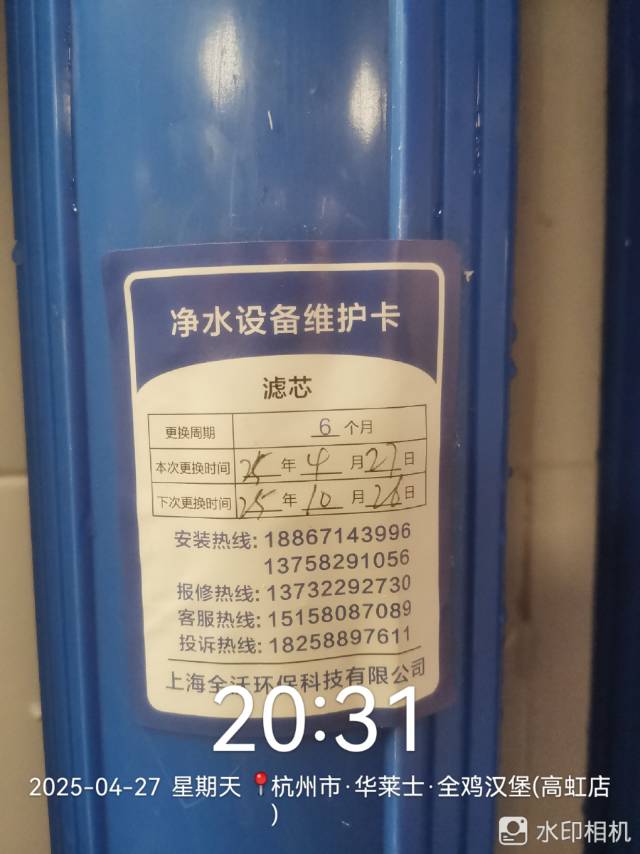 净水设备维护卡
滤芯
更换周期 6 个月
本次更换时间 25 年 4 月 27 日
下次更换时间 25 年 10 月 26 日
安装热线: 18867143996
13758291056
报修热线: 13732292730
客服热线: 15158087089
投诉热线: 18258897611
上海全沃环保科技有限公司
20:31
2025-04-27 星期天 📍杭州市·华莱士·全鸡汉堡(高虹店
)
水印相机